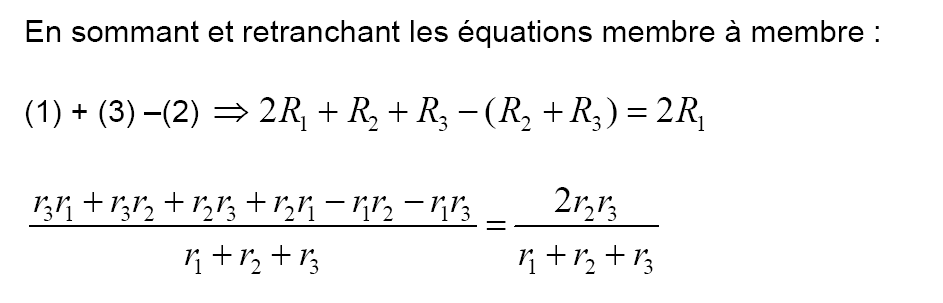 En sommant et retranchant les équations membre à membre :
(1) + (3) –(2) ⇒ 2R₁ + R₂ + R₃ − (R₂ + R₃) = 2R₁
(r₃r₁ + r₃r₂ + r₂r₃ + r₂r₁ − r₁r₂ − r₁r₃) / (r₁ + r₂ + r₃) = 2r₂r₃ / (r₁ + r₂ + r₃)